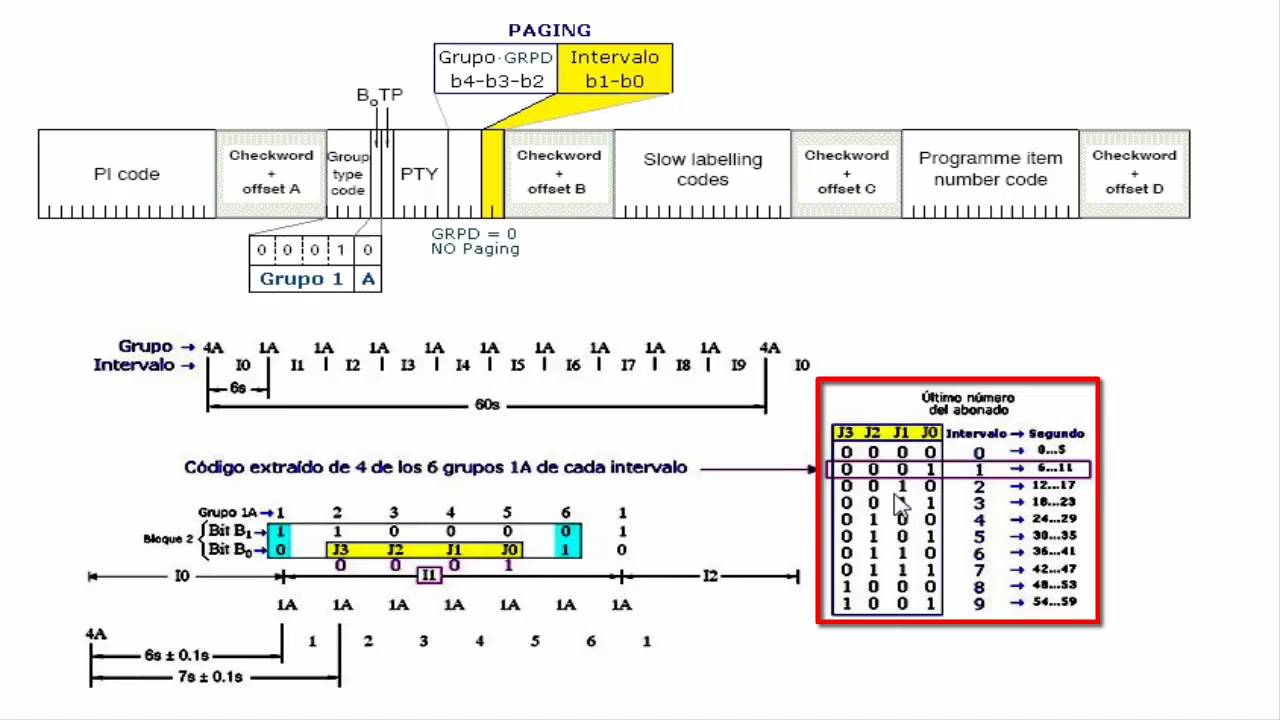 PAGING
Grupo·GRPD Intervalo
b4-b3-b2 b1-b0
BoTP
PI code
Checkword
+
offset A
Group
type
code
PTY
Checkword
+
offset B
Slow labelling
codes
Checkword
+
offset C
Programme item
number code
Checkword
+
offset D
0 0 0 1 0
Grupo 1 A
GRPD = 0
NO Paging
Grupo → 4A 1A 1A 1A 1A 1A 1A 1A 1A 1A 4A
Intervalo → I0 I1 I2 I3 I4 I5 I6 I7 I8 I9 I0
6s
60s
Código extraído de 4 de los 6 grupos 1A de cada intervalo
Último número
del abonado
J3 J2 J1 J0 Intervalo → Segundo
0 0 0 0 0 → 0...5
0 0 0 1 1 → 6...11
0 0 1 0 2 → 12...17
0 0 1 1 3 → 18...23
0 1 0 0 4 → 24...29
0 1 0 1 5 → 30...35
0 1 1 0 6 → 36...41
0 1 1 1 7 → 42...47
1 0 0 0 8 → 48...53
1 0 0 1 9 → 54...59
Grupo 1A → 1 2 3 4 5 6 1
Bloque 2
Bit B1 → 1 1 0 0 0 0 1
Bit B0 → 0 J3 J2 J1 J0 1 0
0 0 0 1
I0 I1 I2
1A 1A 1A 1A 1A 1A 1A
4A
1 2 3 4 5 6 1
6s ± 0.1s
7s ± 0.1s